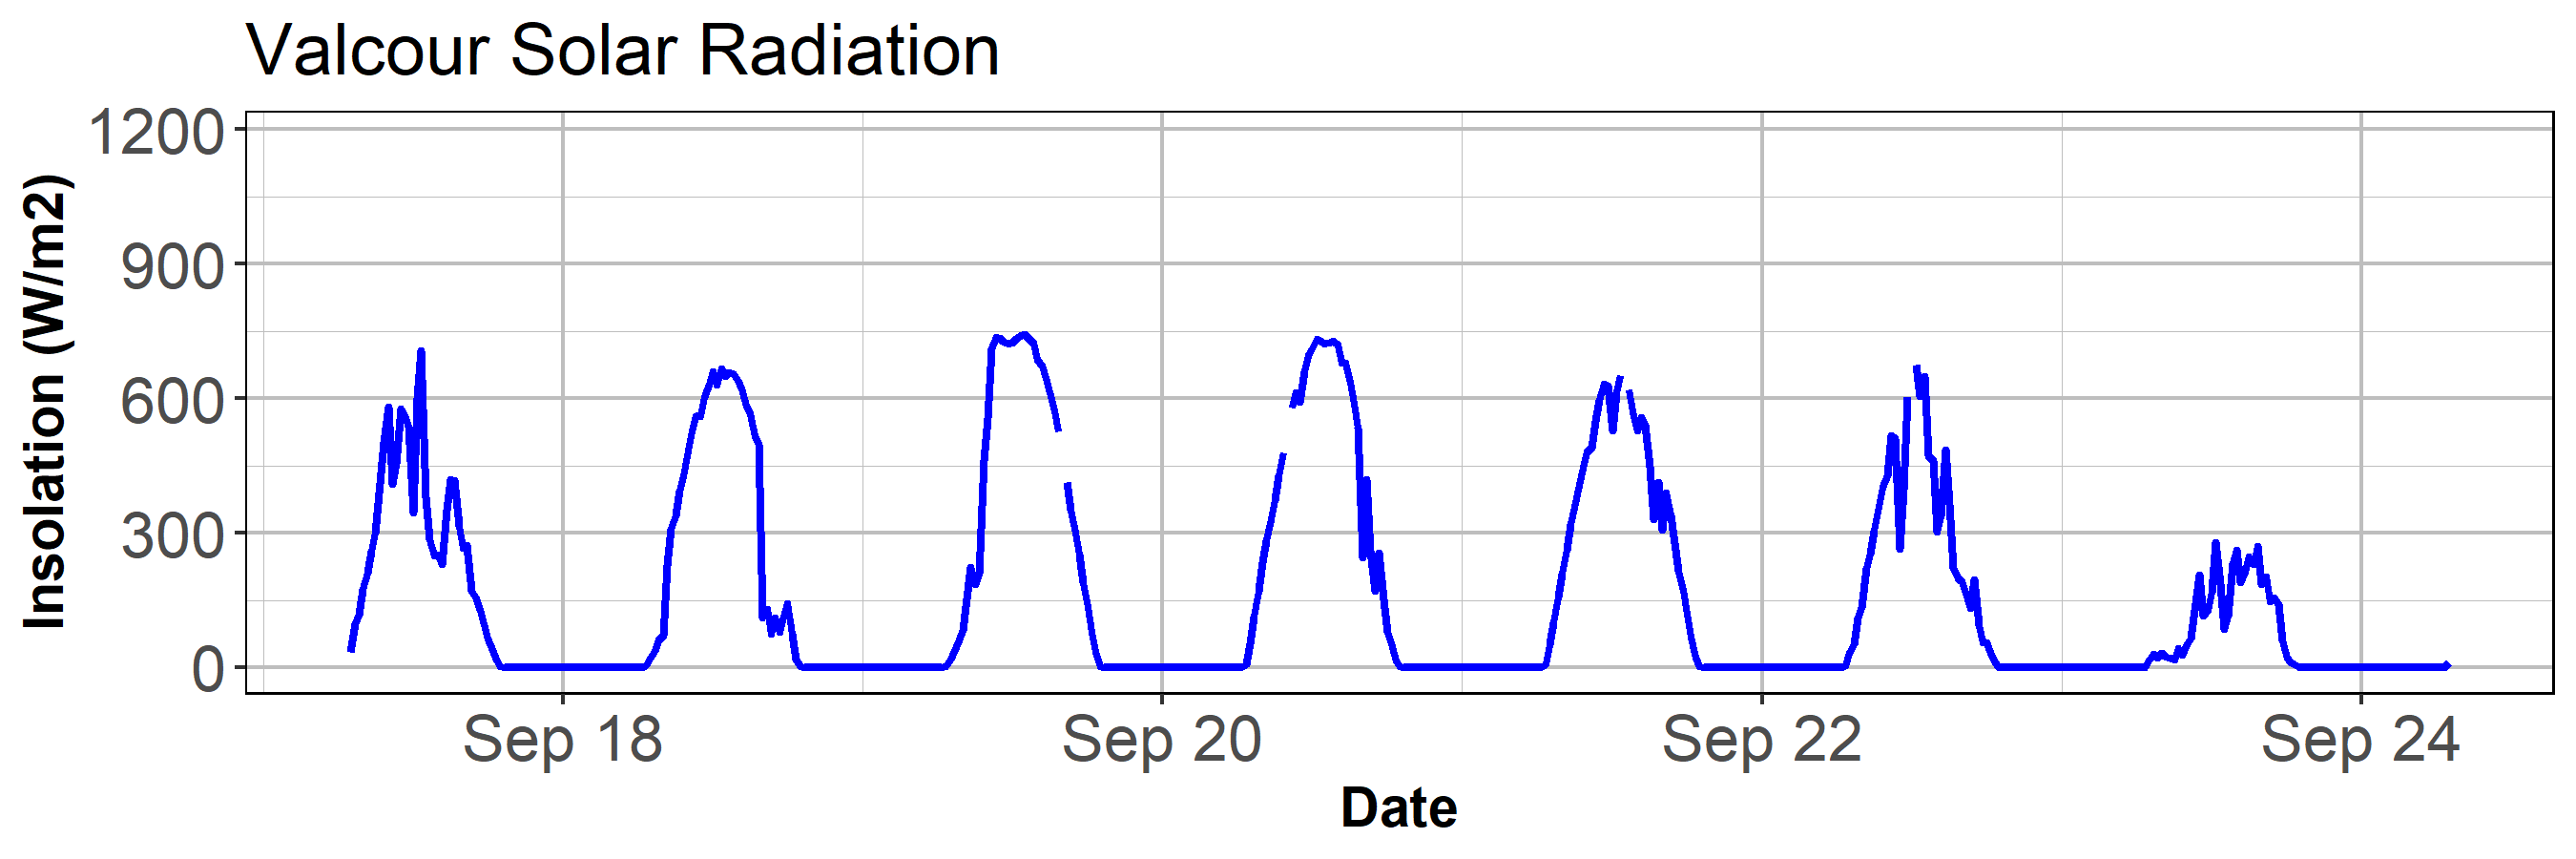 Valcour Solar Radiation
Insolation (W/m2)
1200
900
600
300
0
Sep 18
Sep 20
Sep 22
Sep 24
Date